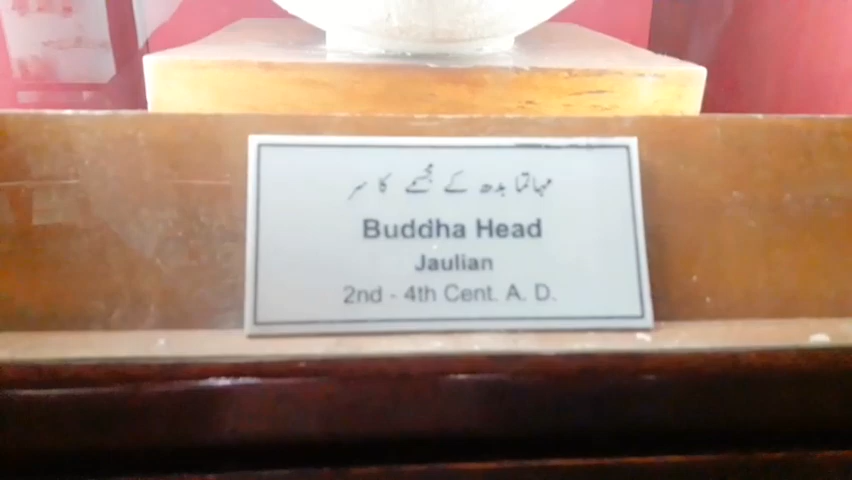 مہاتما بدھ کے مجسمے کا سر
Buddha Head
Jaulian
2nd - 4th Cent. A. D.